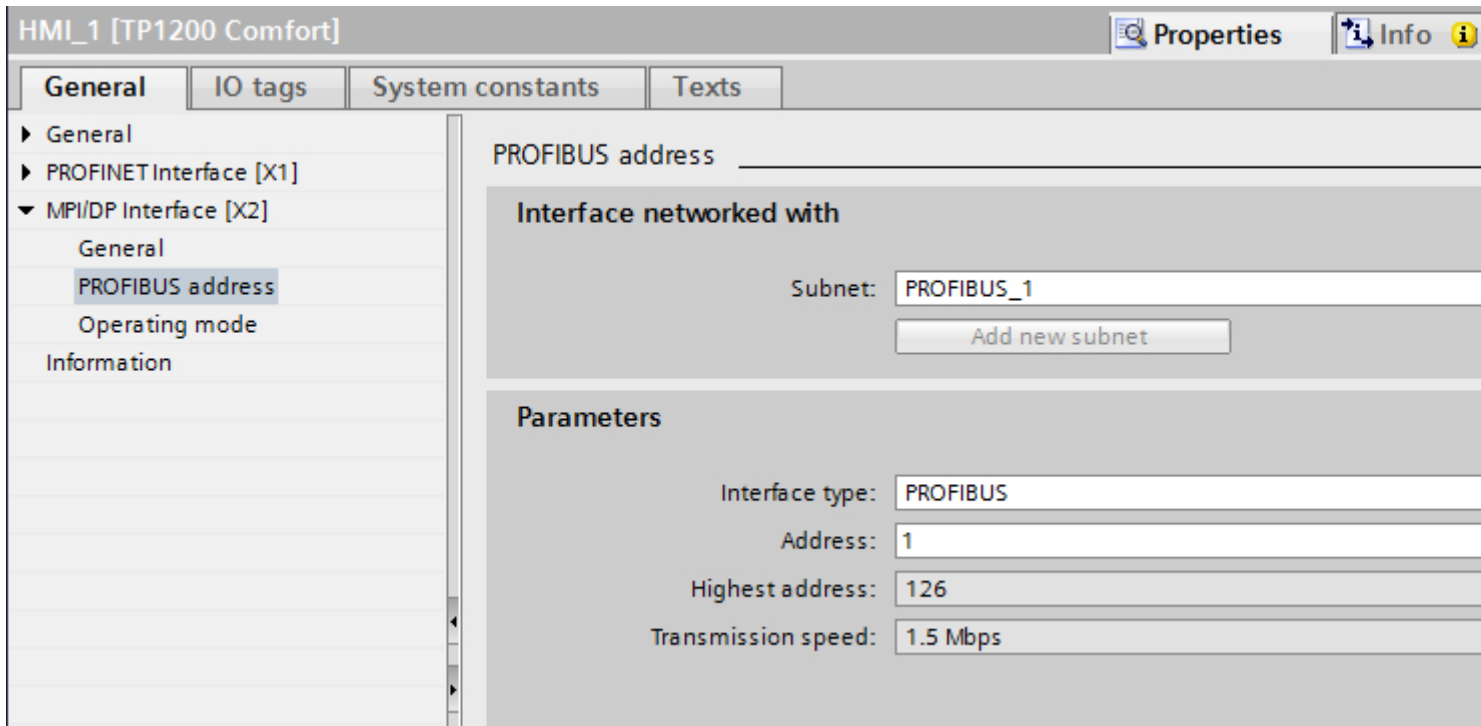 HMI_1 [TP1200 Comfort]
Properties
Info
General
IO tags
System constants
Texts
General
PROFINET Interface [X1]
MPI/DP Interface [X2]
General
PROFIBUS address
Operating mode
Information
PROFIBUS address
Interface networked with
Subnet: PROFIBUS_1
Add new subnet
Parameters
Interface type: PROFIBUS
Address: 1
Highest address: 126
Transmission speed: 1.5 Mbps